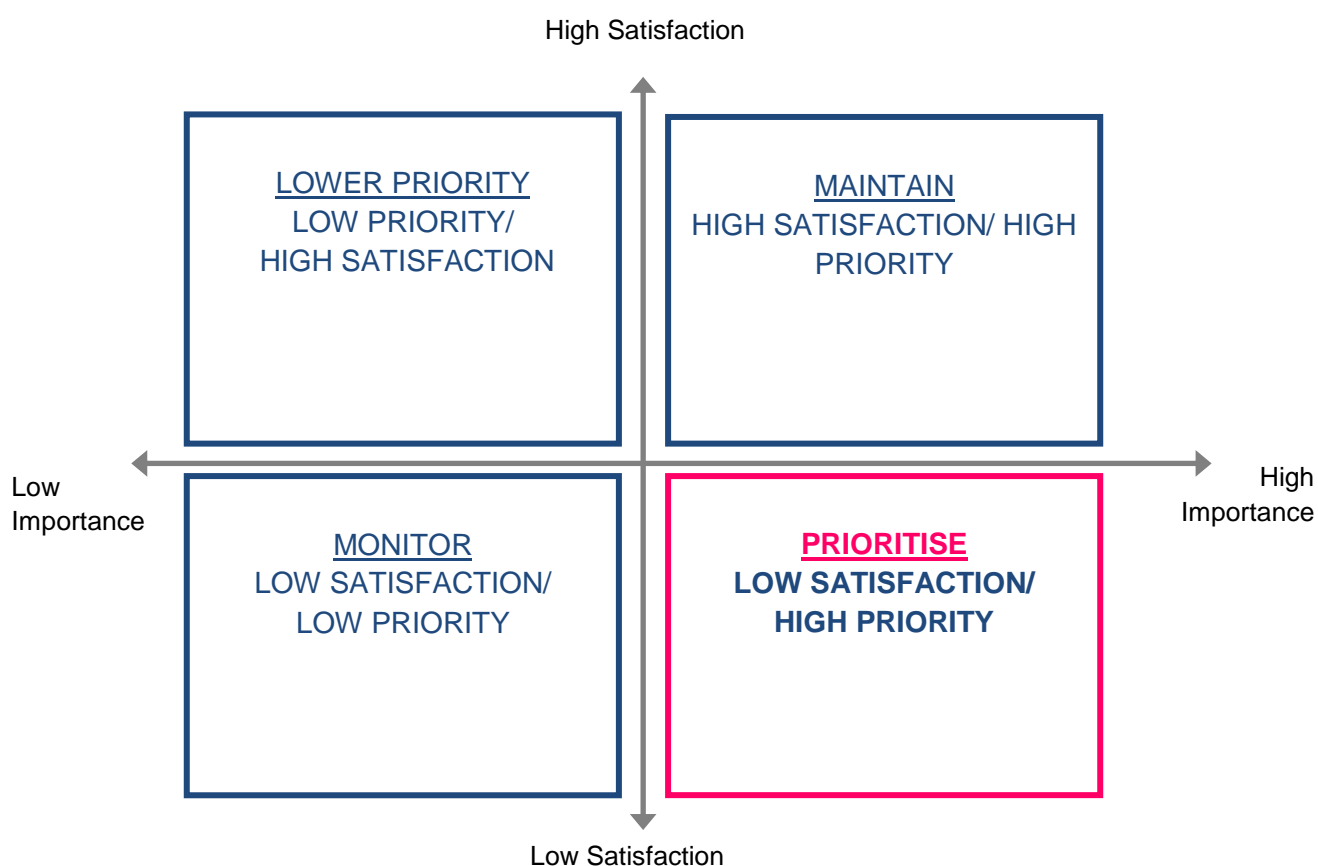 High Satisfaction
LOWER PRIORITY
LOW PRIORITY/
HIGH SATISFACTION
MAINTAIN
HIGH SATISFACTION/ HIGH
PRIORITY
Low
Importance
High
Importance
MONITOR
LOW SATISFACTION/
LOW PRIORITY
PRIORITISE
LOW SATISFACTION/
HIGH PRIORITY
Low Satisfaction